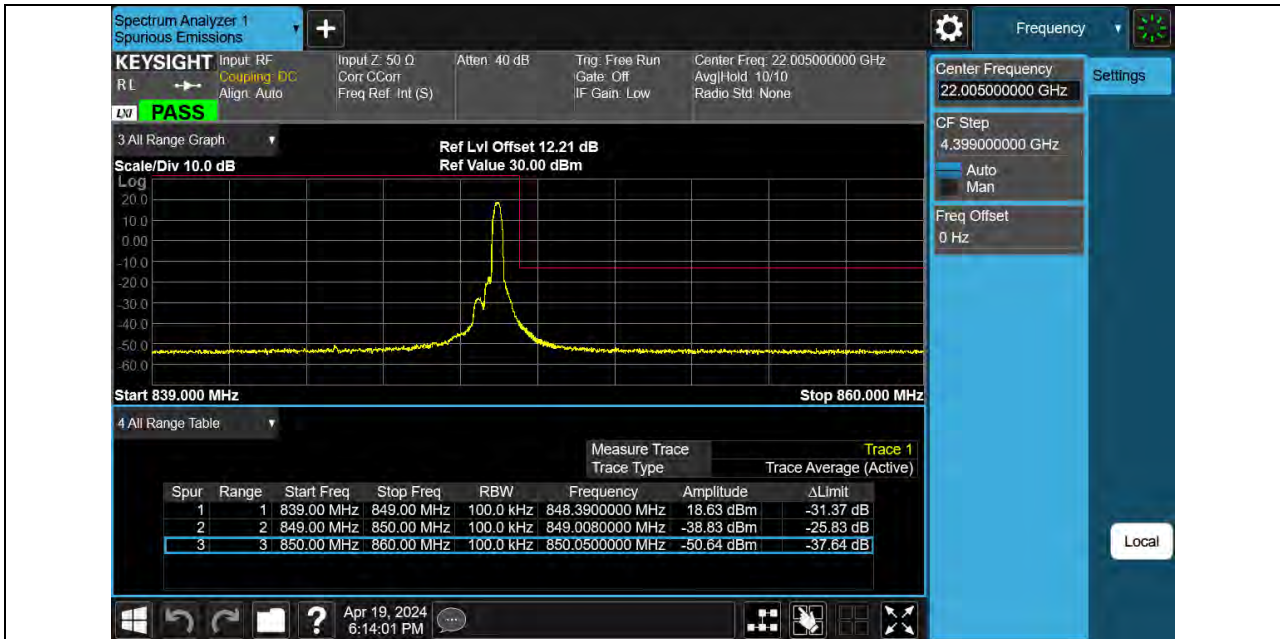 Spectrum Analyzer 1
Spurious Emissions
Frequency
KEYSIGHT Input: RF Input Z: 50 Ω Atten: 40 dB Trig: Free Run Center Freq: 22.005000000 GHz
RL Coupling: DC Corr CCorr Gate: Off Avg|Hold: 10/10
Align: Auto Freq Ref: Int (S) IF Gain: Low Radio Std: None
LXI PASS
Center Frequency
22.005000000 GHz
Settings
CF Step
4.399000000 GHz
Auto
Man
Freq Offset
0 Hz
3 All Range Graph
Ref Lvl Offset 12.21 dB
Scale/Div 10.0 dB Ref Value 30.00 dBm
Log
20.0
10.0
0.00
-10.0
-20.0
-30.0
-40.0
-50.0
-60.0
Start 839.000 MHz Stop 860.000 MHz
4 All Range Table
Measure Trace Trace 1
Trace Type Trace Average (Active)
Spur Range Start Freq Stop Freq RBW Frequency Amplitude ΔLimit
1 1 839.00 MHz 849.00 MHz 100.0 kHz 848.3900000 MHz 18.63 dBm -31.37 dB
2 2 849.00 MHz 850.00 MHz 100.0 kHz 849.0080000 MHz -38.83 dBm -25.83 dB
3 3 850.00 MHz 860.00 MHz 100.0 kHz 850.0500000 MHz -50.64 dBm -37.64 dB
Local
Apr 19, 2024
6:14:01 PM